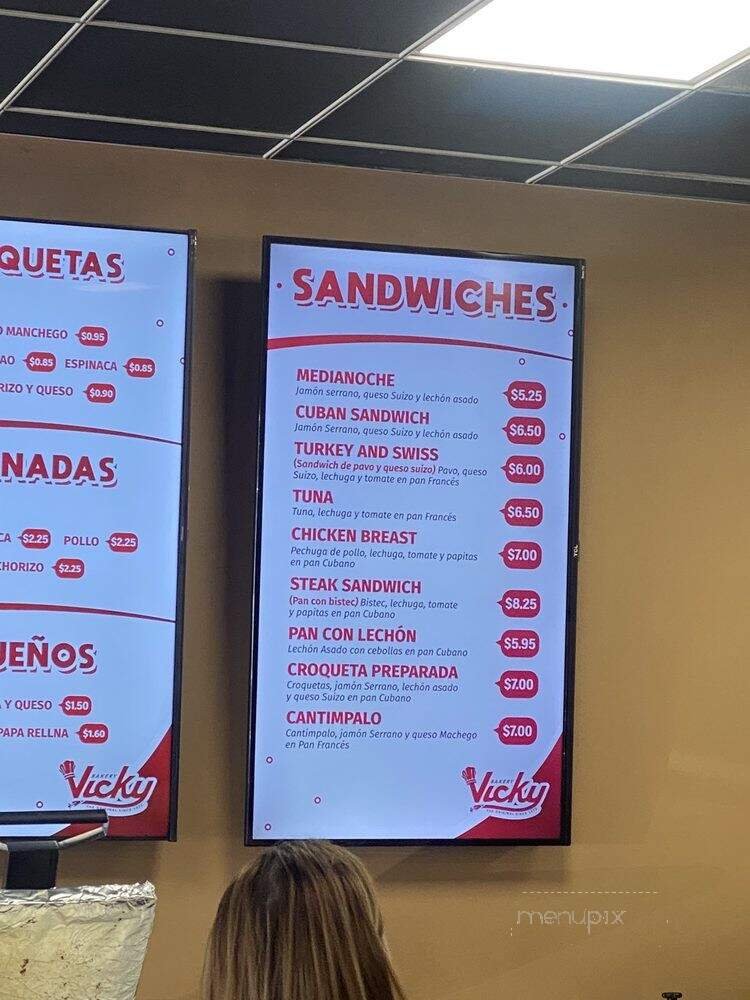 QUETAS
O MANCHEGO $0.95
AO $0.85 ESPINACA $0.85
RIZO Y QUESO $0.90
NADAS
CA $2.25 POLLO $2.25
CHORIZO $2.25
UEÑOS
A Y QUESO $1.50
PAPA RELLNA $1.60
BAKERY
Vicky
SANDWICHES
MEDIANOCHE
Jamón serrano, queso Suizo y lechón asado $5.25
CUBAN SANDWICH
Jamón Serrano, queso Suizo y lechón asado $6.50
TURKEY AND SWISS
(Sandwich de pavo y queso suizo) Pavo, queso $6.00
Suizo, lechuga y tomate en pan Francés
TUNA
Tuna, lechuga y tomate en pan Francés $6.50
CHICKEN BREAST
Pechuga de pollo, lechuga, tomate y papitas $7.00
en pan Cubano
STEAK SANDWICH
(Pan con bistec) Bistec, lechuga, tomate $8.25
y papitas en pan Cubano
PAN CON LECHÓN
Lechón Asado con cebollas en pan Cubano $5.95
CROQUETA PREPARADA
Croquetas, jamón Serrano, lechón asado $7.00
y queso Suizo en pan Cubano
CANTIMPALO
Cantimpalo, jamón Serrano y queso Machego $7.00
en Pan Francés
BAKERY
Vicky
TCL
menupix